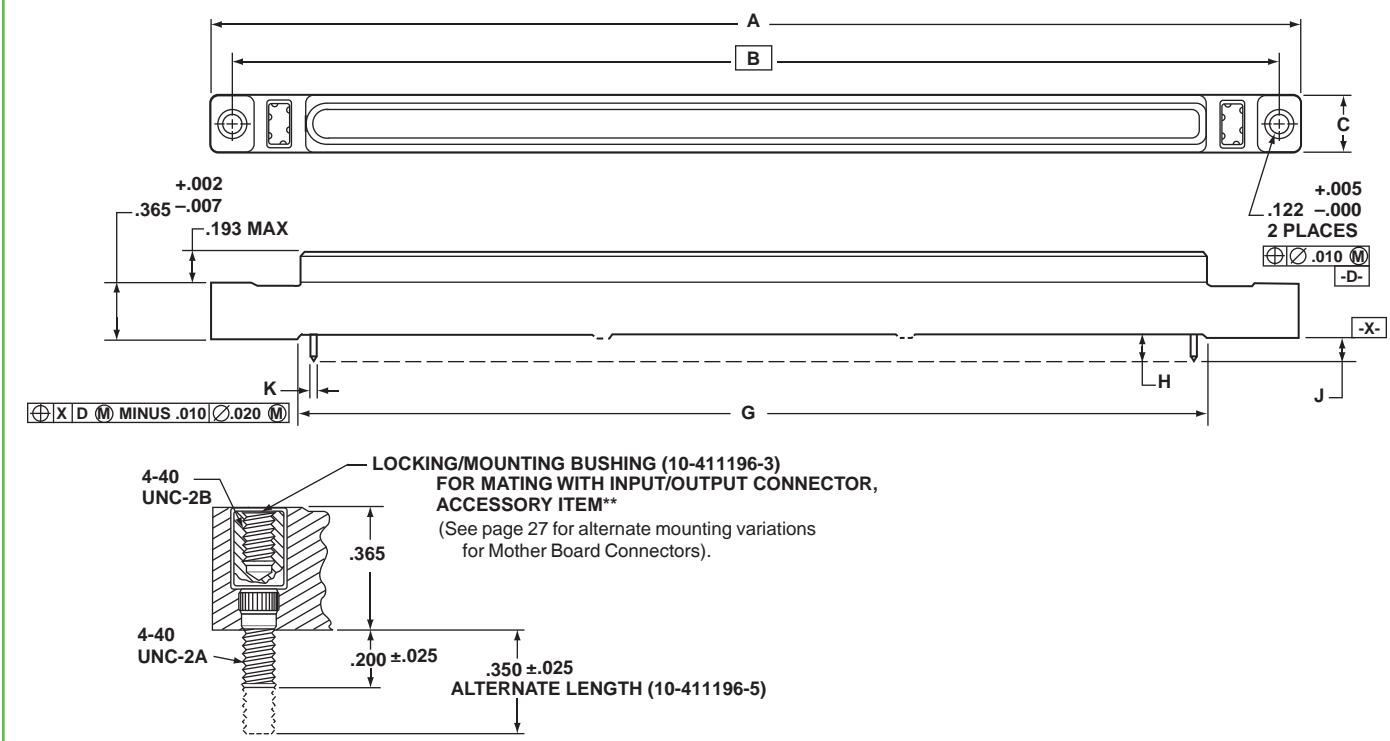 A
B
C
+.002
.365 –.007
.193 MAX
+.005
.122 –.000
2 PLACES
⌖ ∅ .010 Ⓜ
-D-
-X-
K
H
J
⌖ X D Ⓜ MINUS .010 ∅.020 Ⓜ
G
LOCKING/MOUNTING BUSHING (10-411196-3)
FOR MATING WITH INPUT/OUTPUT CONNECTOR,
ACCESSORY ITEM**
(See page 27 for alternate mounting variations
for Mother Board Connectors).
4-40
UNC-2B
.365
4-40
UNC-2A
.200 ±.025
.350 ±.025
ALTERNATE LENGTH (10-411196-5)